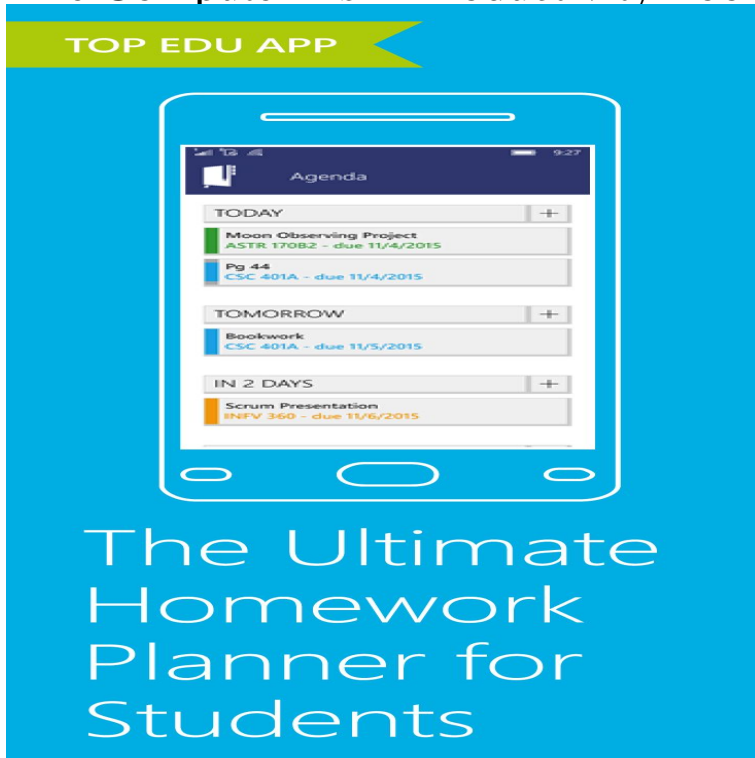 TOP EDU APP
9:27
Agenda
TODAY
+
Moon Observing Project
ASTR 170B2 - due 11/4/2015
Pg 44
CSC 401A - due 11/4/2015
TOMORROW
+
Bookwork
CSC 401A - due 11/5/2015
IN 2 DAYS
+
Scrum Presentation
INFV 360 - due 11/6/2015
The Ultimate
Homework
Planner for
Students